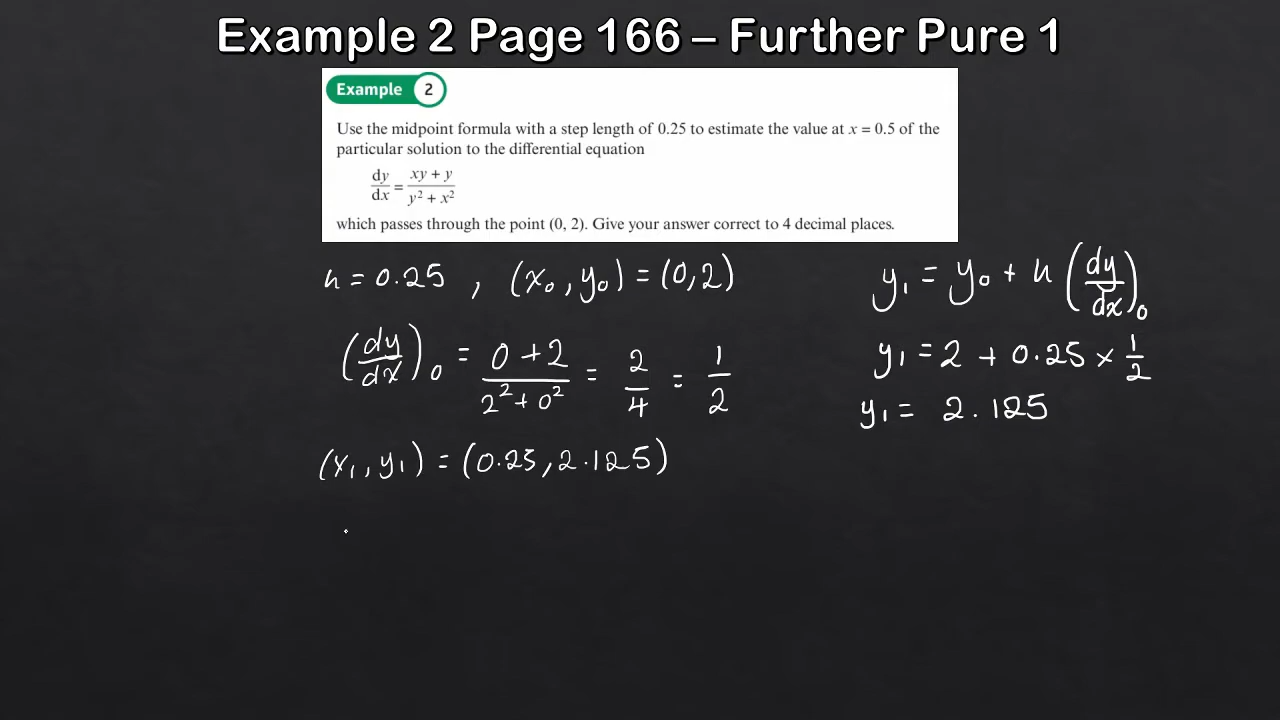 Example 2 Page 166 – Further Pure 1
Example 2
Use the midpoint formula with a step length of 0.25 to estimate the value at x = 0.5 of the
particular solution to the differential equation
dy/dx = (xy + y)/(y² + x²)
which passes through the point (0, 2). Give your answer correct to 4 decimal places.
h = 0.25 , (x₀, y₀) = (0, 2)
(dy/dx)₀ = (0 + 2)/(2² + 0²) = 2/4 = 1/2
(x₁, y₁) = (0.25, 2.125)
y₁ = y₀ + h (dy/dx)₀
y₁ = 2 + 0.25 × 1/2
y₁ = 2.125